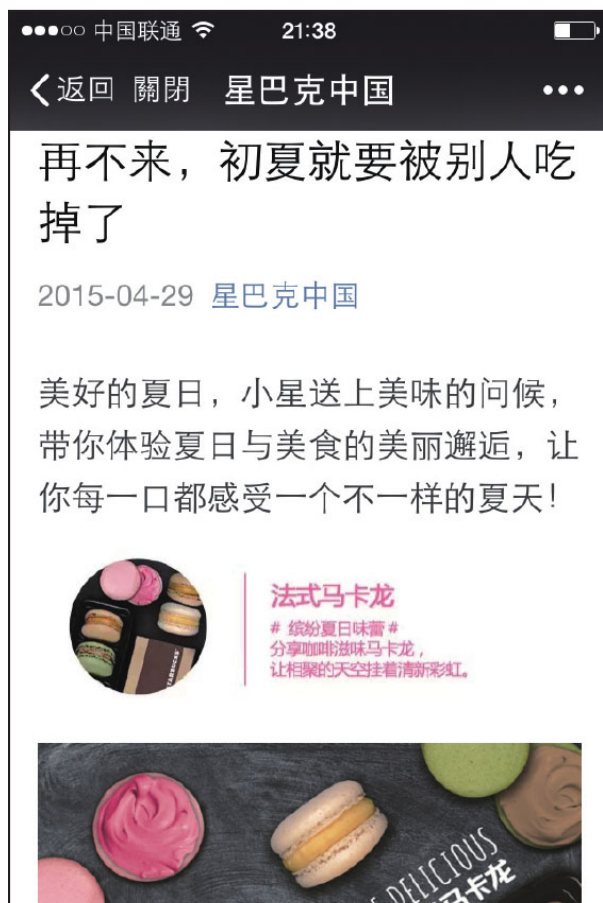 中国联通 21:38
返回 關閉 星巴克中国
再不来，初夏就要被别人吃
掉了
2015-04-29 星巴克中国
美好的夏日，小星送上美味的问候，
带你体验夏日与美食的美丽邂逅，让
你每一口都感受一个不一样的夏天！
法式马卡龙
# 缤纷夏日味蕾 #
分享咖啡滋味马卡龙，
让相聚的天空挂着清新彩虹。
STARBUCKS
DELICIOUS
马卡龙